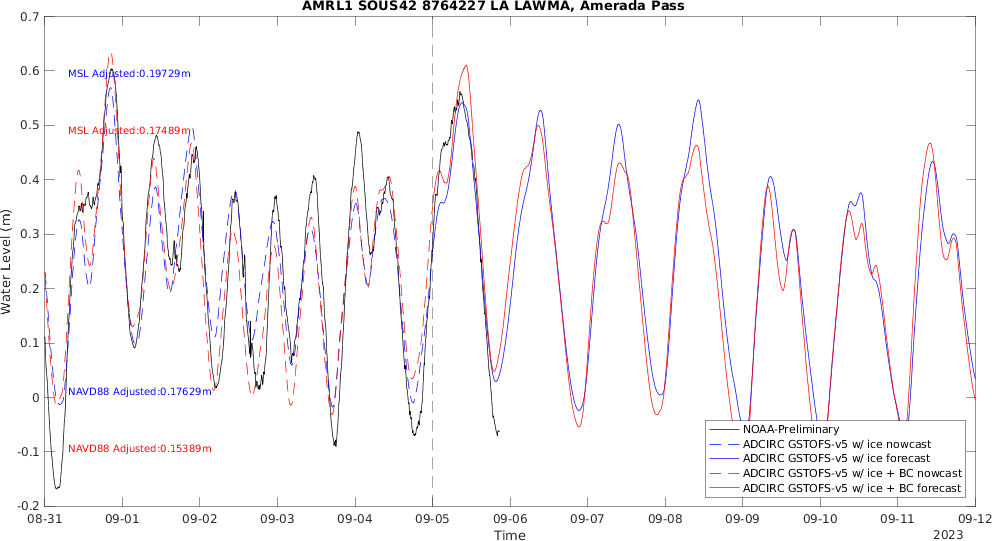 AMRL1 SOUS42 8764227 LA LAWMA, Amerada Pass
0.7
0.6
0.5
0.4
0.3
0.2
0.1
0
-0.1
-0.2
Water Level (m)
MSL Adjusted:0.19729m
MSL Adjusted:0.17489m
NAVD88 Adjusted:0.17629m
NAVD88 Adjusted:0.15389m
NOAA-Preliminary
ADCIRC GSTOFS-v5 w/ ice nowcast
ADCIRC GSTOFS-v5 w/ ice forecast
ADCIRC GSTOFS-v5 w/ ice + BC nowcast
ADCIRC GSTOFS-v5 w/ ice + BC forecast
08-31 09-01 09-02 09-03 09-04 09-05 09-06 09-07 09-08 09-09 09-10 09-11 09-12
Time
2023